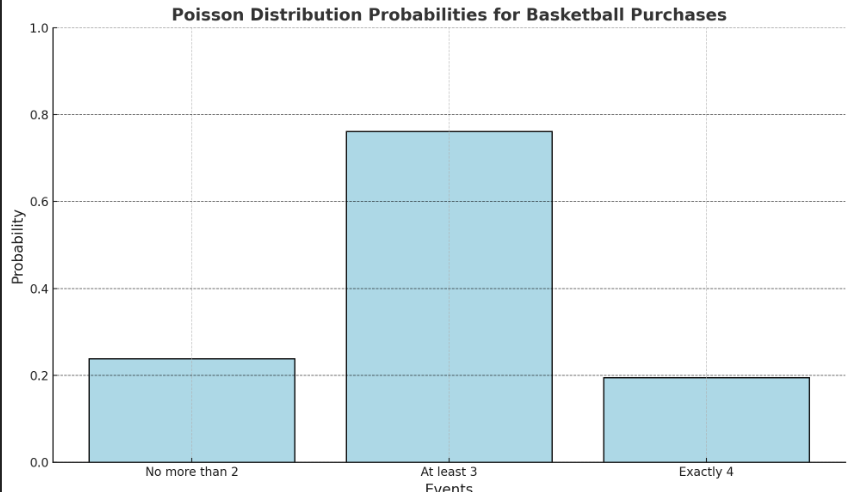 Poisson Distribution Probabilities for Basketball Purchases
1.0
0.8
0.6
0.4
0.2
0.0
Probability
No more than 2
At least 3
Exactly 4
Events